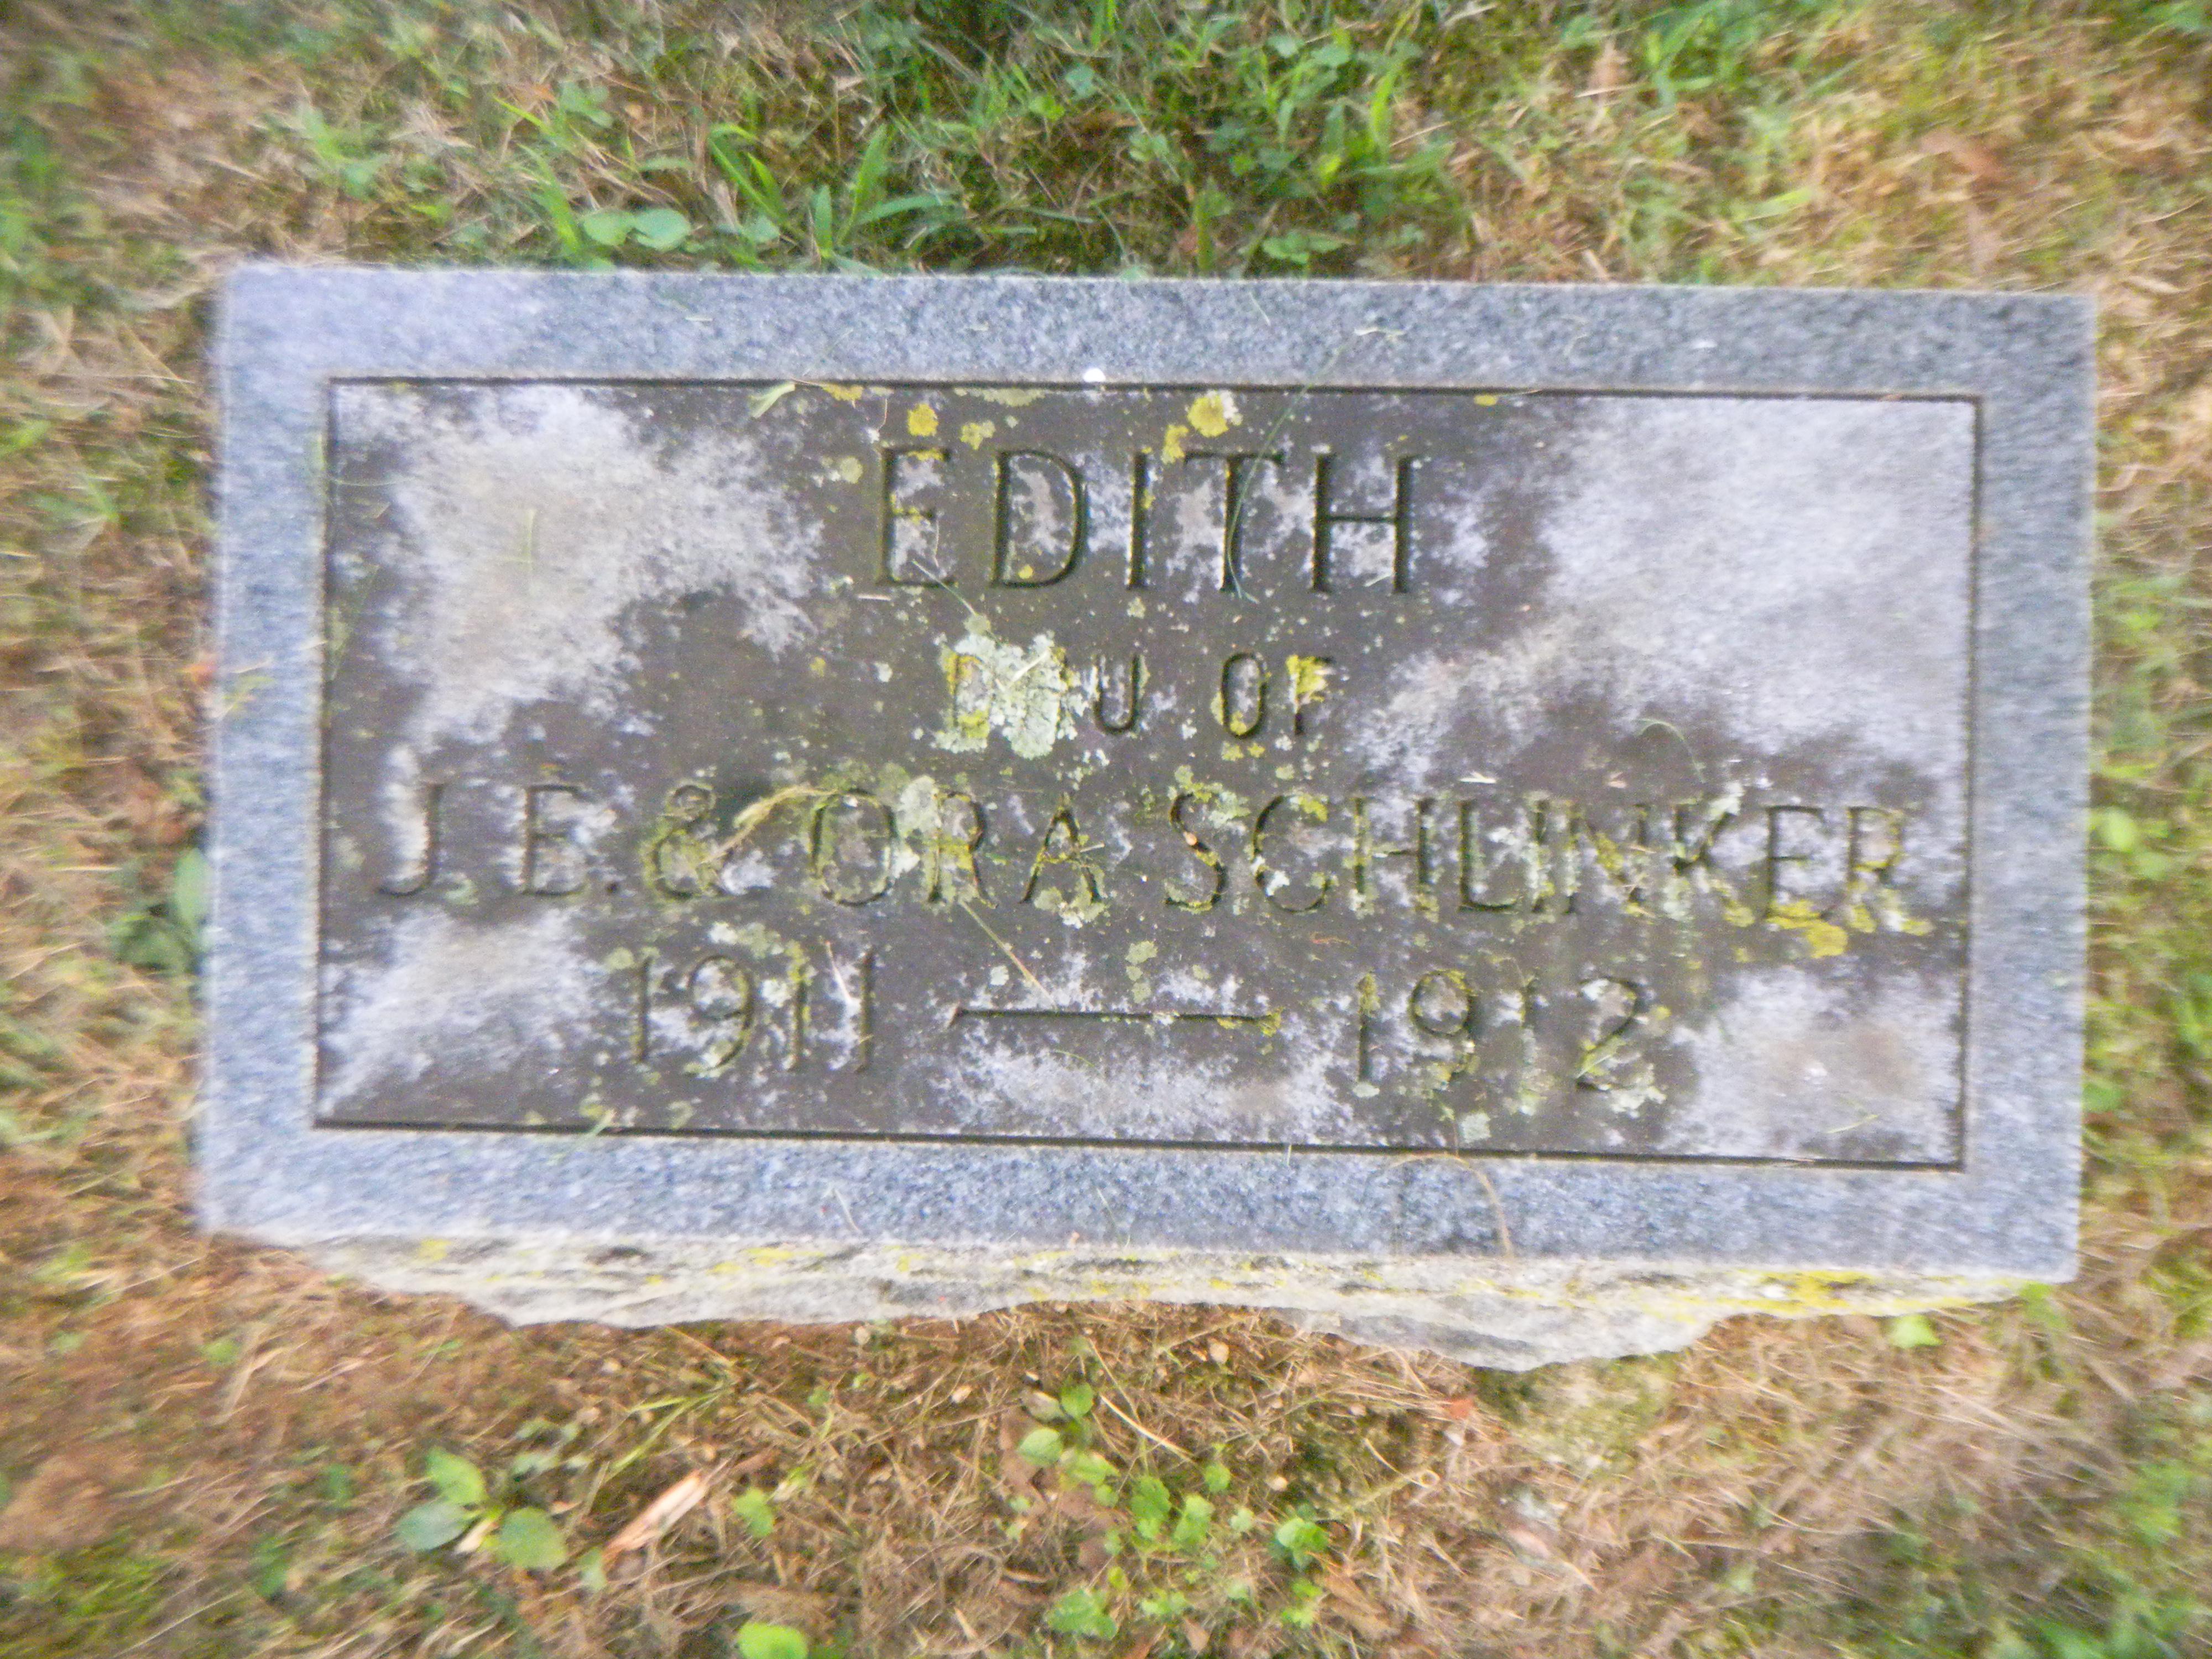 EDITH
DAU OF
J. E. & ORA SCHLINKER
1911 — 1912